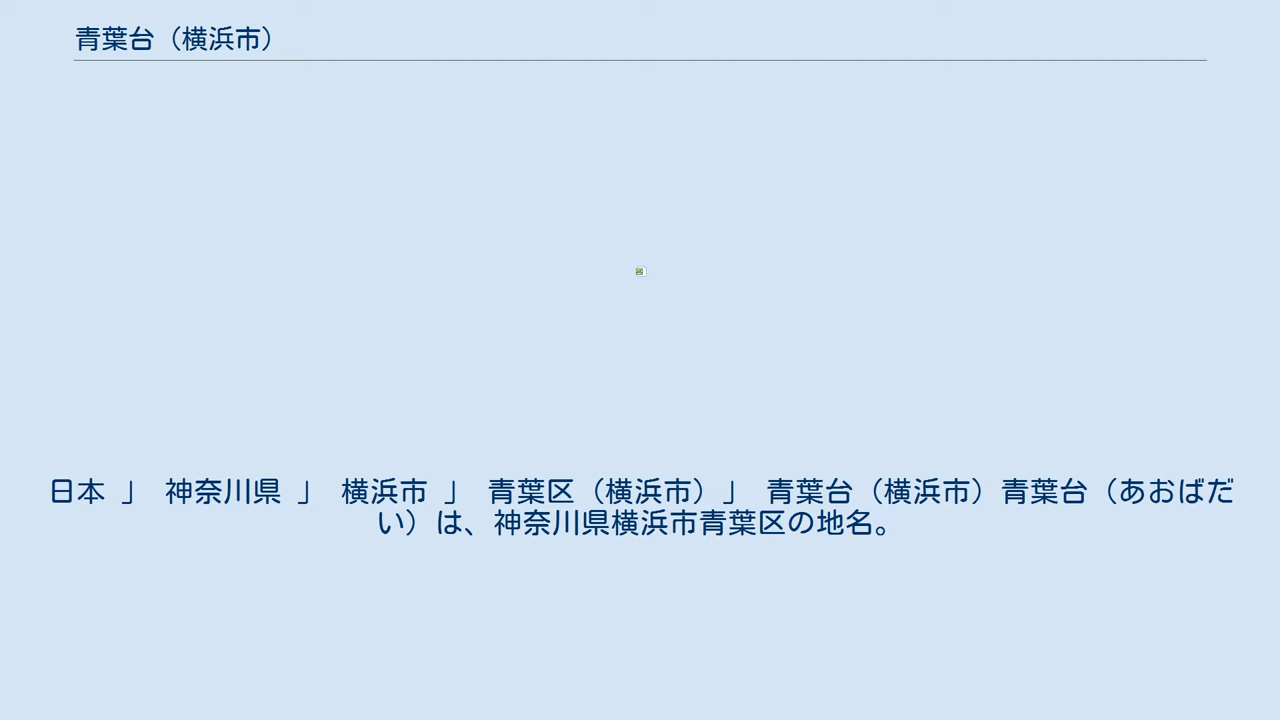 青葉台（横浜市）
日本 」 神奈川県 」 横浜市 」 青葉区（横浜市）」 青葉台（横浜市）青葉台（あおばだ
い）は、神奈川県横浜市青葉区の地名。